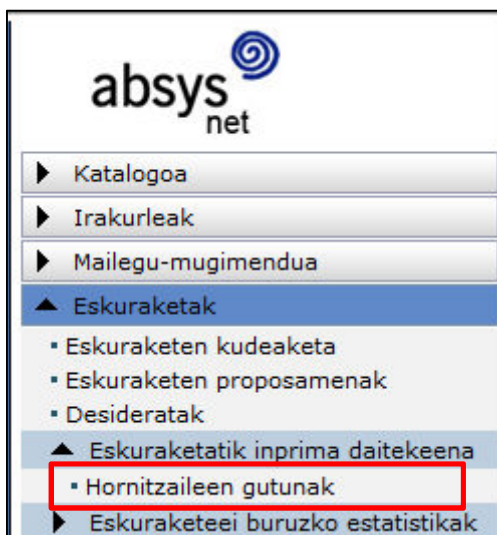 absys
net
Katalogoa
Irakurleak
Mailegu-mugimendua
Eskuraketak
Eskuraketen kudeaketa
Eskuraketen proposamenak
Desideratak
Eskuraketatik inprima daitekeena
Hornitzaileen gutunak
Eskuraketeei buruzko estatistikak